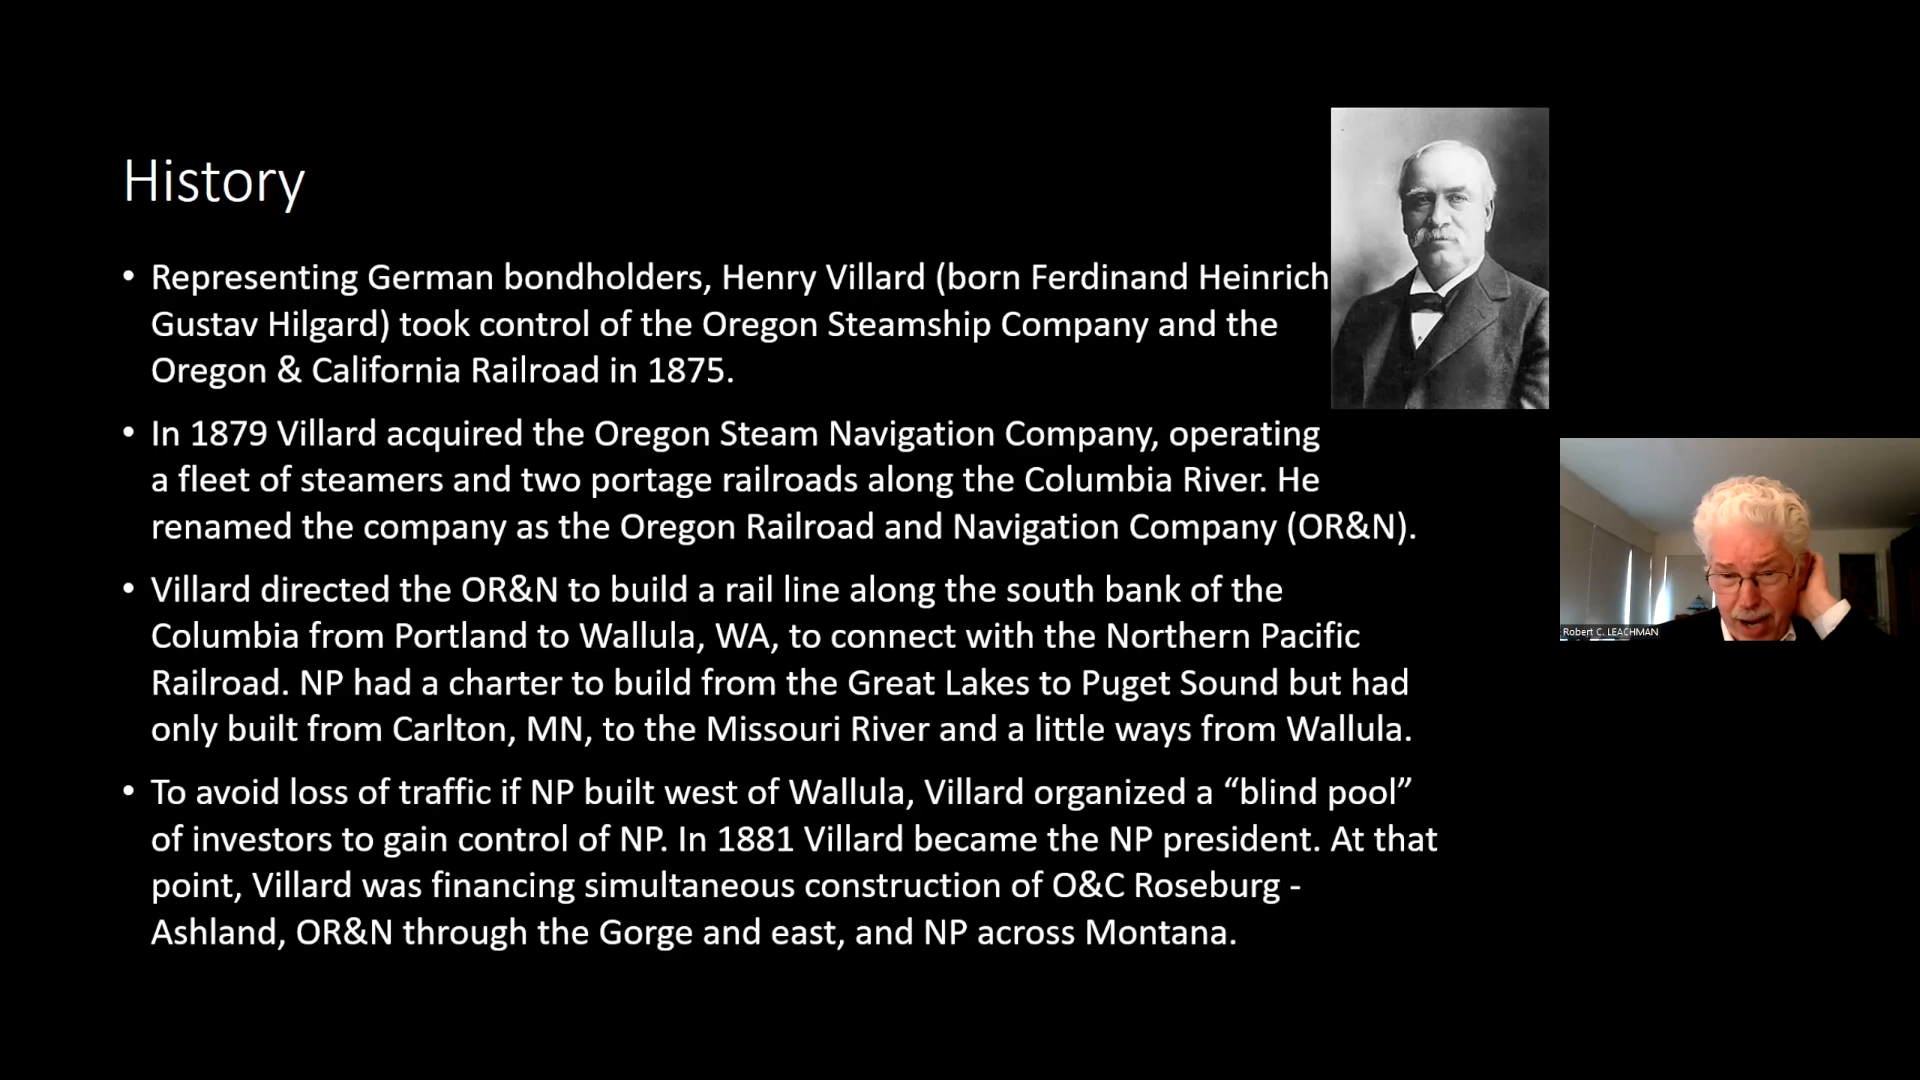 History
• Representing German bondholders, Henry Villard (born Ferdinand Heinrich
Gustav Hilgard) took control of the Oregon Steamship Company and the
Oregon & California Railroad in 1875.
• In 1879 Villard acquired the Oregon Steam Navigation Company, operating
a fleet of steamers and two portage railroads along the Columbia River. He
renamed the company as the Oregon Railroad and Navigation Company (OR&N).
• Villard directed the OR&N to build a rail line along the south bank of the
Columbia from Portland to Wallula, WA, to connect with the Northern Pacific
Railroad. NP had a charter to build from the Great Lakes to Puget Sound but had
only built from Carlton, MN, to the Missouri River and a little ways from Wallula.
• To avoid loss of traffic if NP built west of Wallula, Villard organized a “blind pool”
of investors to gain control of NP. In 1881 Villard became the NP president. At that
point, Villard was financing simultaneous construction of O&C Roseburg -
Ashland, OR&N through the Gorge and east, and NP across Montana.
Robert C. LEACHMAN